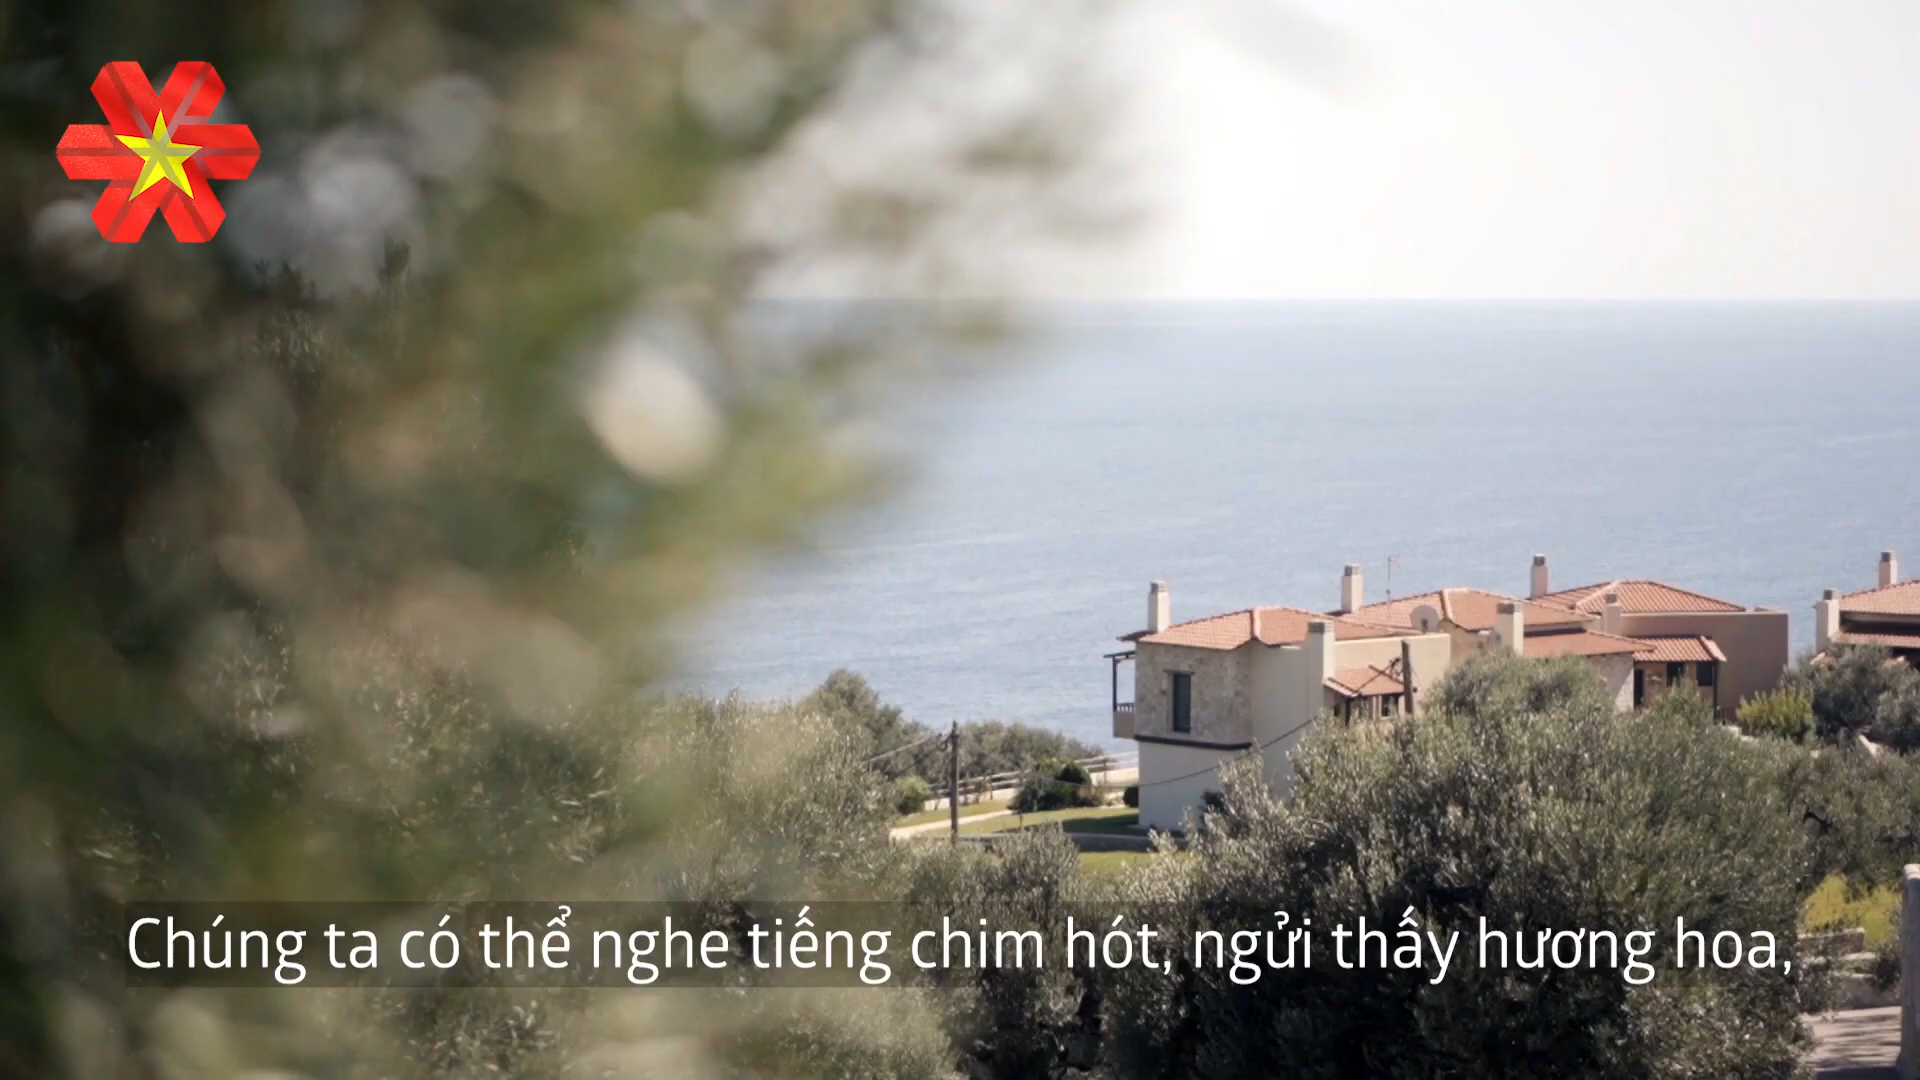 Chúng ta có thể nghe tiếng chim hót, ngửi thấy hương hoa,